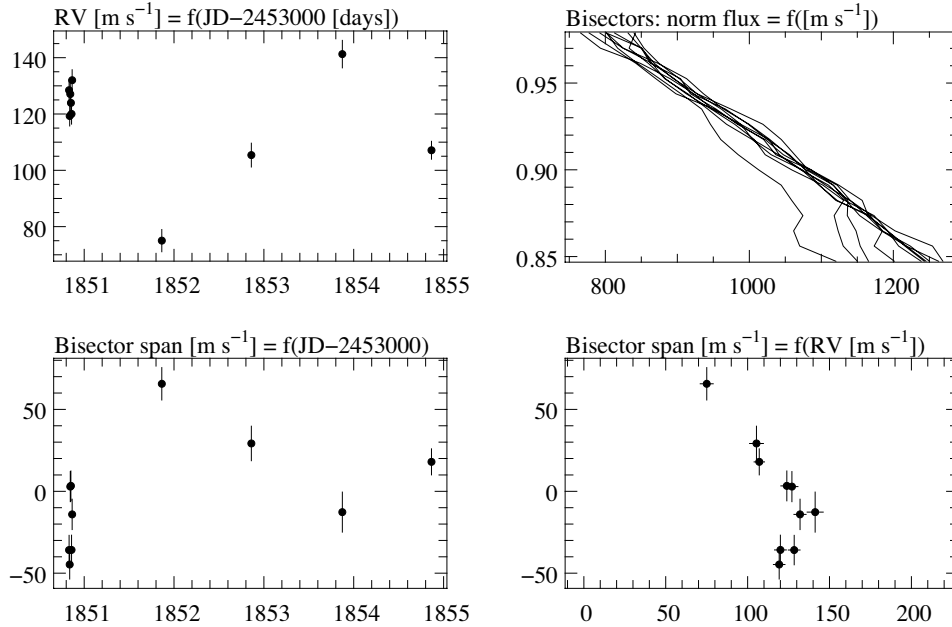 RV [m s−1] = f(JD−2453000 [days])
140
120
100
80
1851 1852 1853 1854 1855
Bisectors: norm flux = f([m s−1])
0.95
0.90
0.85
800 1000 1200
Bisector span [m s−1] = f(JD−2453000)
50
0
−50
1851 1852 1853 1854 1855
Bisector span [m s−1] = f(RV [m s−1])
50
0
−50
0 50 100 150 200